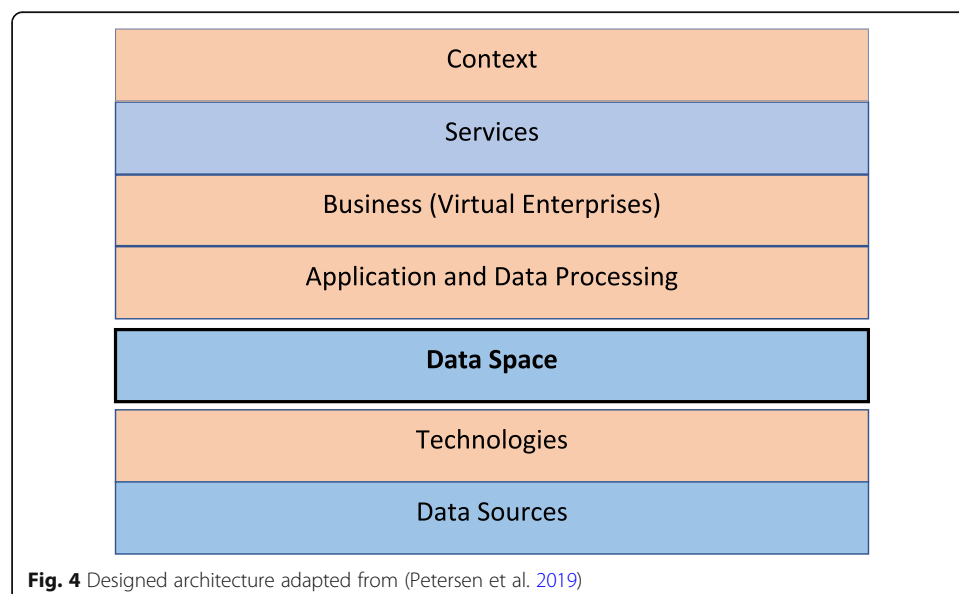 Context
Services
Business (Virtual Enterprises)
Application and Data Processing
Data Space
Technologies
Data Sources
Fig. 4 Designed architecture adapted from (Petersen et al. 2019)